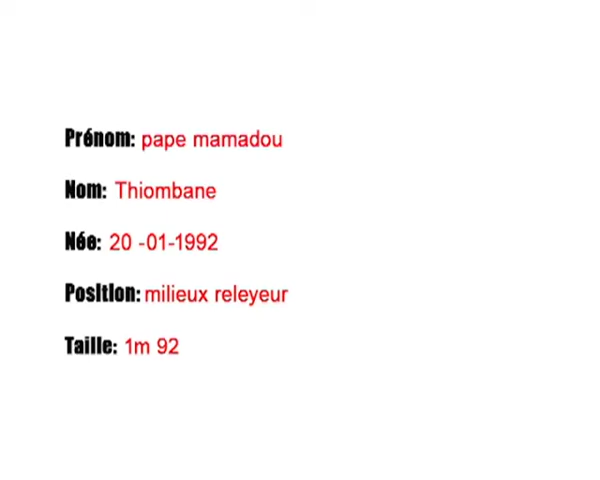 Prénom: pape mamadou
Nom: Thiombane
Née: 20 -01-1992
Position: milieux releyeur
Taille: 1m 92